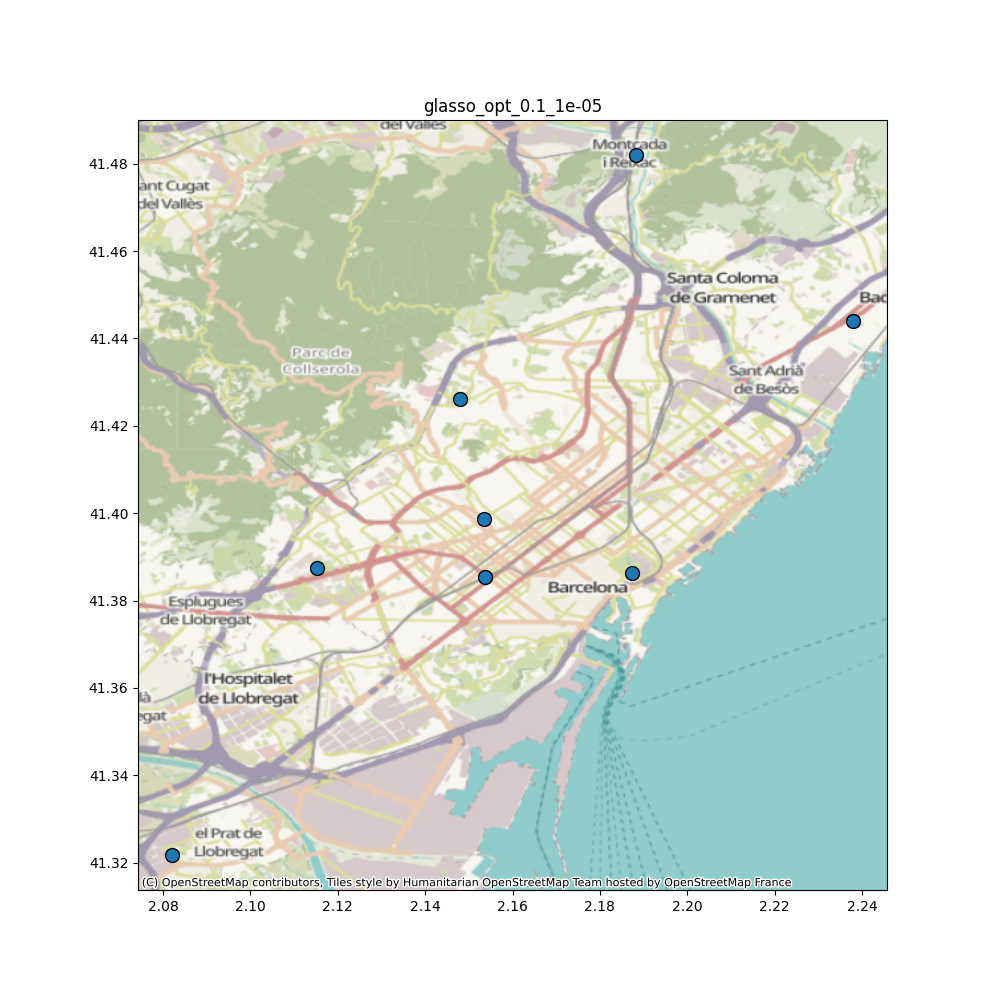 glasso_opt_0.1_1e-05
del Vallès
Montcada
i Reixac
ant Cugat
del Vallès
Santa Coloma
de Gramenet
Bad
Parc de
Collserola
Sant Adrià
de Besòs
Barcelona
Esplugues
de Llobregat
l'Hospitalet
de Llobregat
là
egat
el Prat de
Llobregat
(C) OpenStreetMap contributors, Tiles style by Humanitarian OpenStreetMap Team hosted by OpenStreetMap France
41.48
41.46
41.44
41.42
41.40
41.38
41.36
41.34
41.32
2.08 2.10 2.12 2.14 2.16 2.18 2.20 2.22 2.24